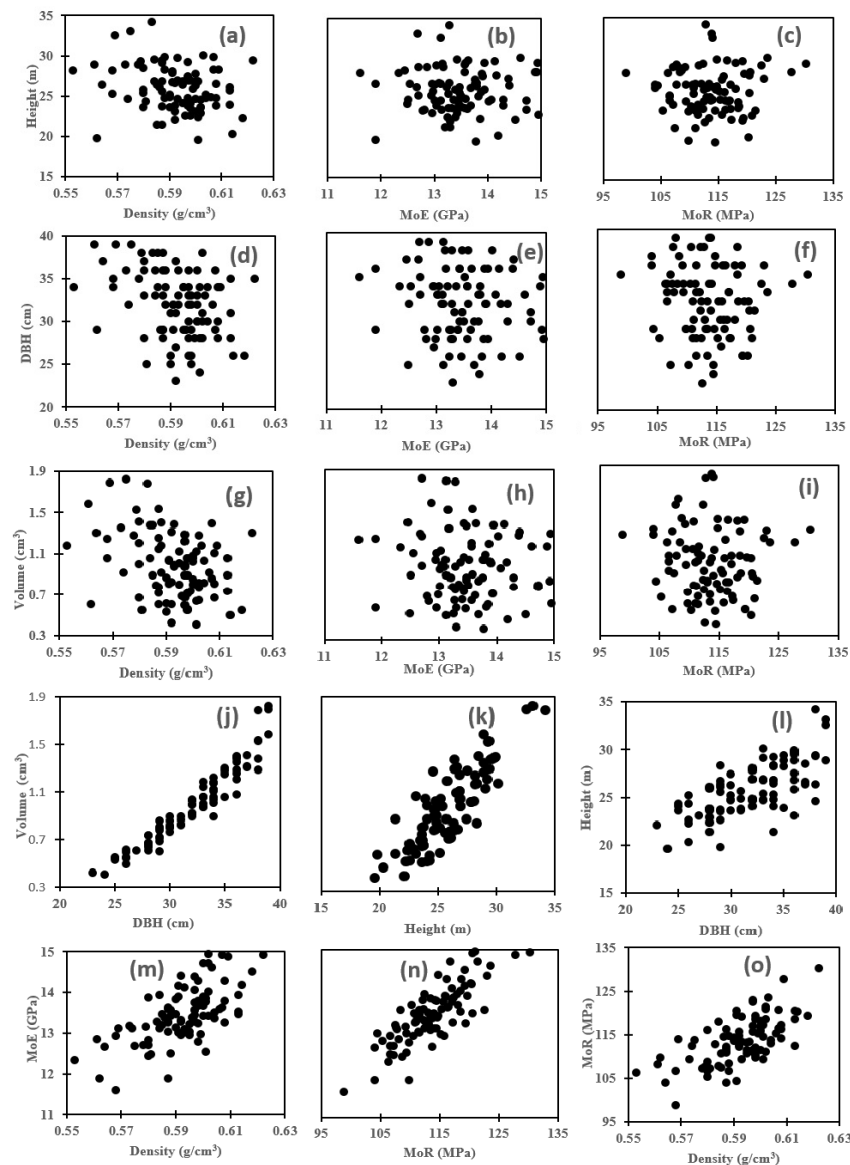 (a)
Height (m)
35
30
25
20
15
0.55 0.57 0.59 0.61 0.63
Density (g/cm³)
(b)
11 12 13 14 15
MoE (GPa)
(c)
95 105 115 125 135
MoR (MPa)
(d)
DBH (cm)
40
35
30
25
20
0.55 0.57 0.59 0.61 0.63
Density (g/cm³)
(e)
11 12 13 14 15
MoE (GPa)
(f)
95 105 115 125 135
MoR (MPa)
(g)
Volume (cm³)
1.9
1.5
1.1
0.7
0.3
0.55 0.57 0.59 0.61 0.63
Density (g/cm³)
(h)
11 12 13 14 15
MoE (GPa)
(i)
95 105 115 125 135
MoR (MPa)
(j)
Volume (cm³)
1.9
1.5
1.1
0.7
0.3
20 25 30 35 40
DBH (cm)
(k)
15 20 25 30 35
Height (m)
(l)
Height (m)
35
30
25
20
15
20 25 30 35 40
DBH (cm)
(m)
MoE (GPa)
15
14
13
12
11
0.55 0.57 0.59 0.61 0.63
Density (g/cm³)
(n)
95 105 115 125 135
MoR (MPa)
(o)
MoR (MPa)
135
125
115
105
95
0.55 0.57 0.59 0.61 0.63
Density (g/cm³)